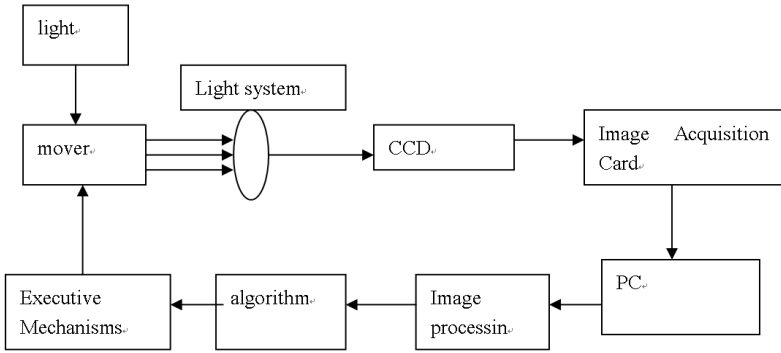 light
Light system
mover
CCD
Image Acquisition
Card
PC
Image
processin
algorithm
Executive
Mechanisms